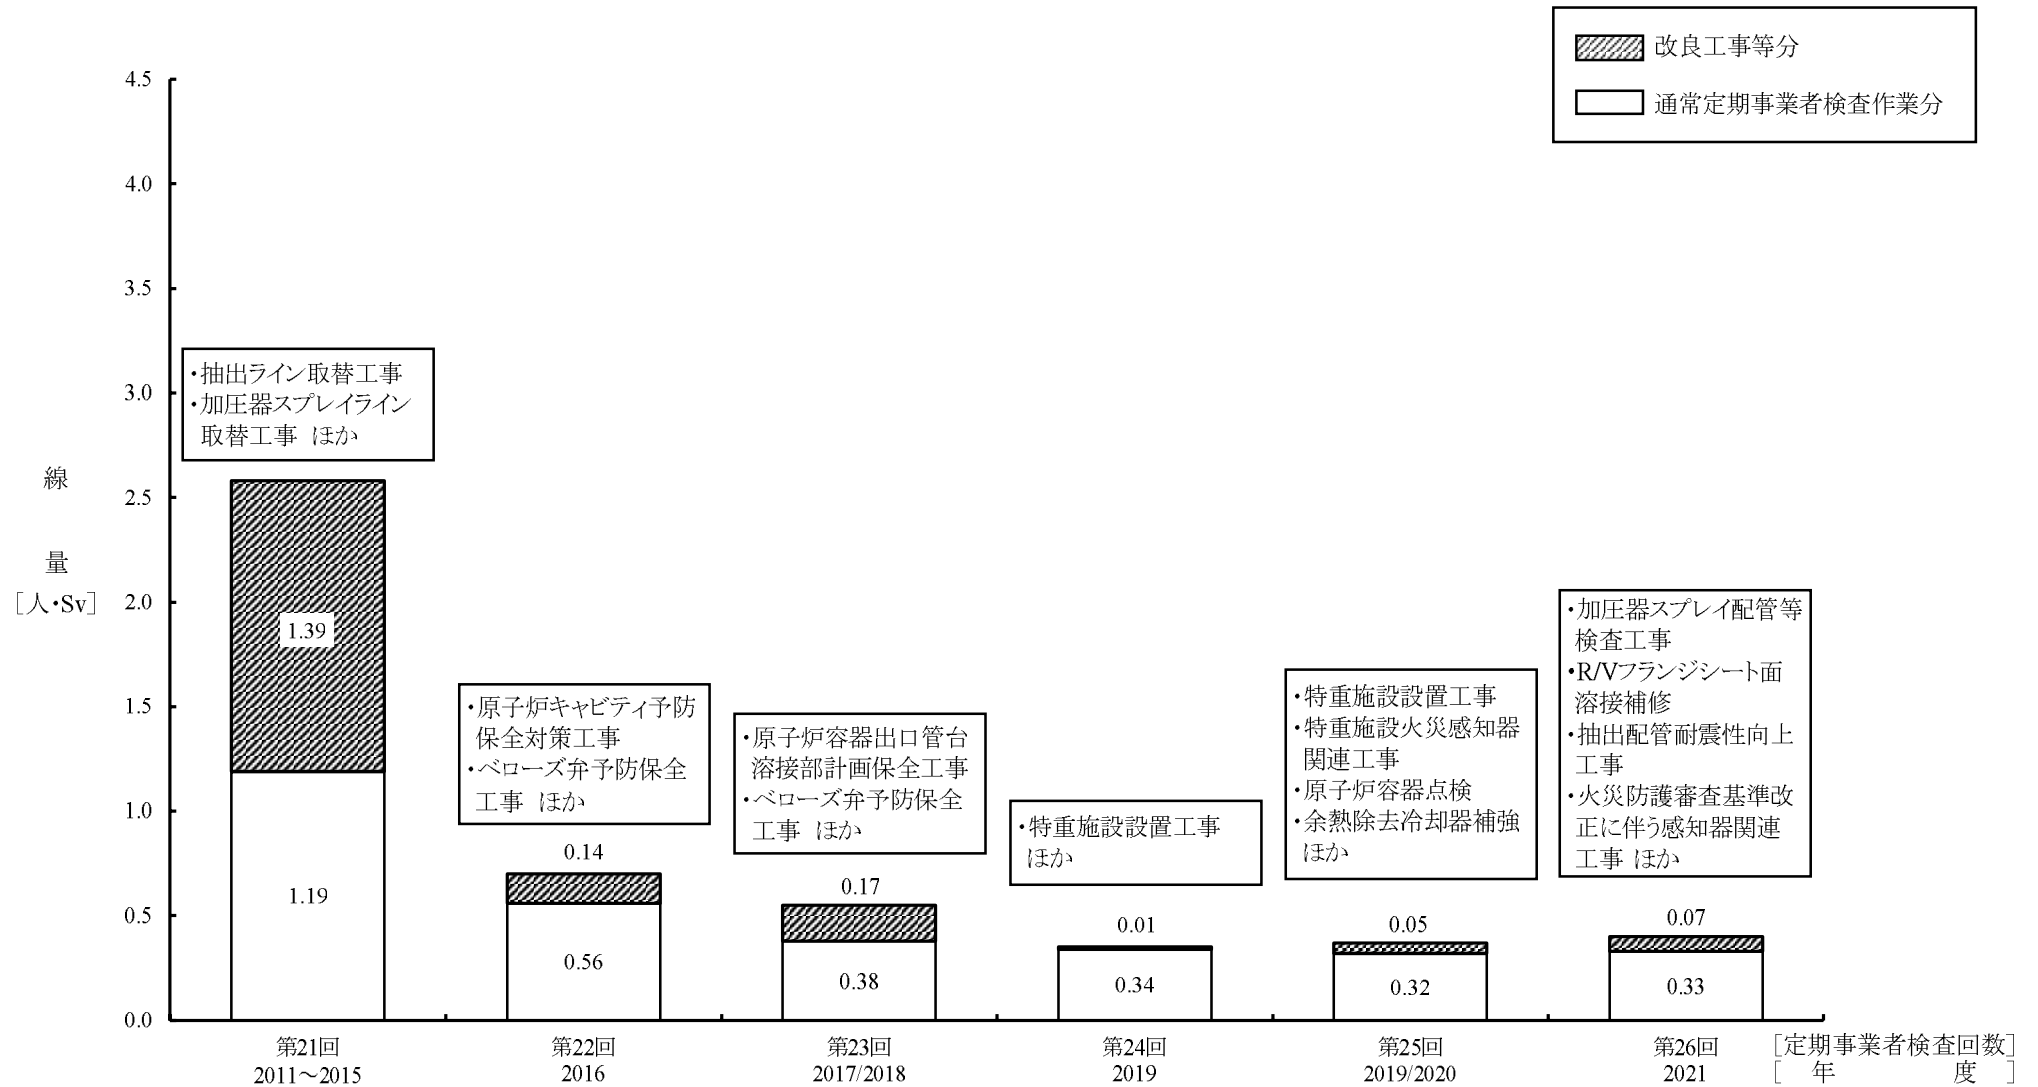 改良工事等分
通常定期事業者検査作業分
線
量
[人・Sv]
4.5
4.0
3.5
3.0
2.5
2.0
1.5
1.0
0.5
0.0
・抽出ライン取替工事
・加圧器スプレイライン
取替工事 ほか
1.39
1.19
・原子炉キャビティ予防
保全対策工事
・ベローズ弁予防保全
工事 ほか
0.14
0.56
・原子炉容器出口管台
溶接部計画保全工事
・ベローズ弁予防保全
工事 ほか
0.17
0.38
・特重施設設置工事
ほか
0.01
0.34
・特重施設設置工事
・特重施設火災感知器
関連工事
・原子炉容器点検
・余熱除去冷却器補強
ほか
0.05
0.32
・加圧器スプレイ配管等
検査工事
・R/Vフランジシート面
溶接補修
・抽出配管耐震性向上
工事
・火災防護審査基準改
正に伴う感知器関連
工事 ほか
0.07
0.33
第21回
2011～2015
第22回
2016
第23回
2017/2018
第24回
2019
第25回
2019/2020
第26回
2021
[定期事業者検査回数]
[ 年 度 ]